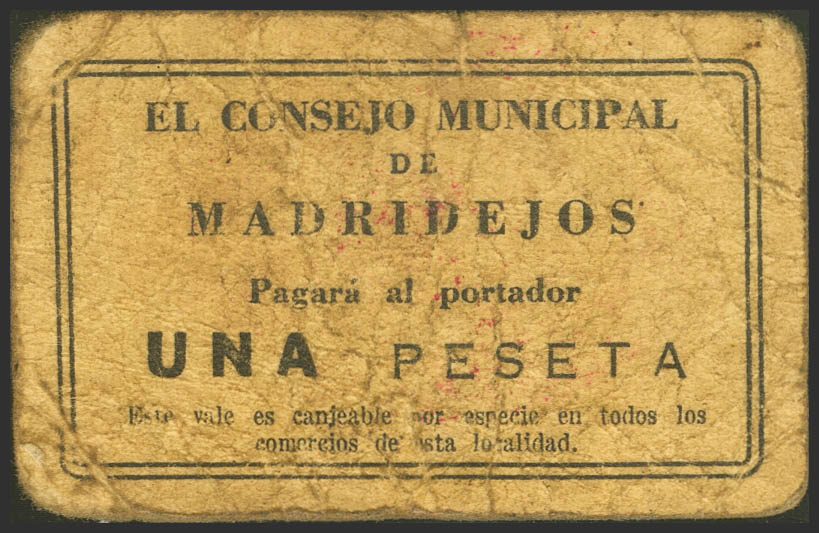 EL CONSEJO MUNICIPAL
DE
MADRIDEJOS
Pagará al portador
UNA PESETA
Este vale es canjeable por especie en todos los
comercios de esta localidad.